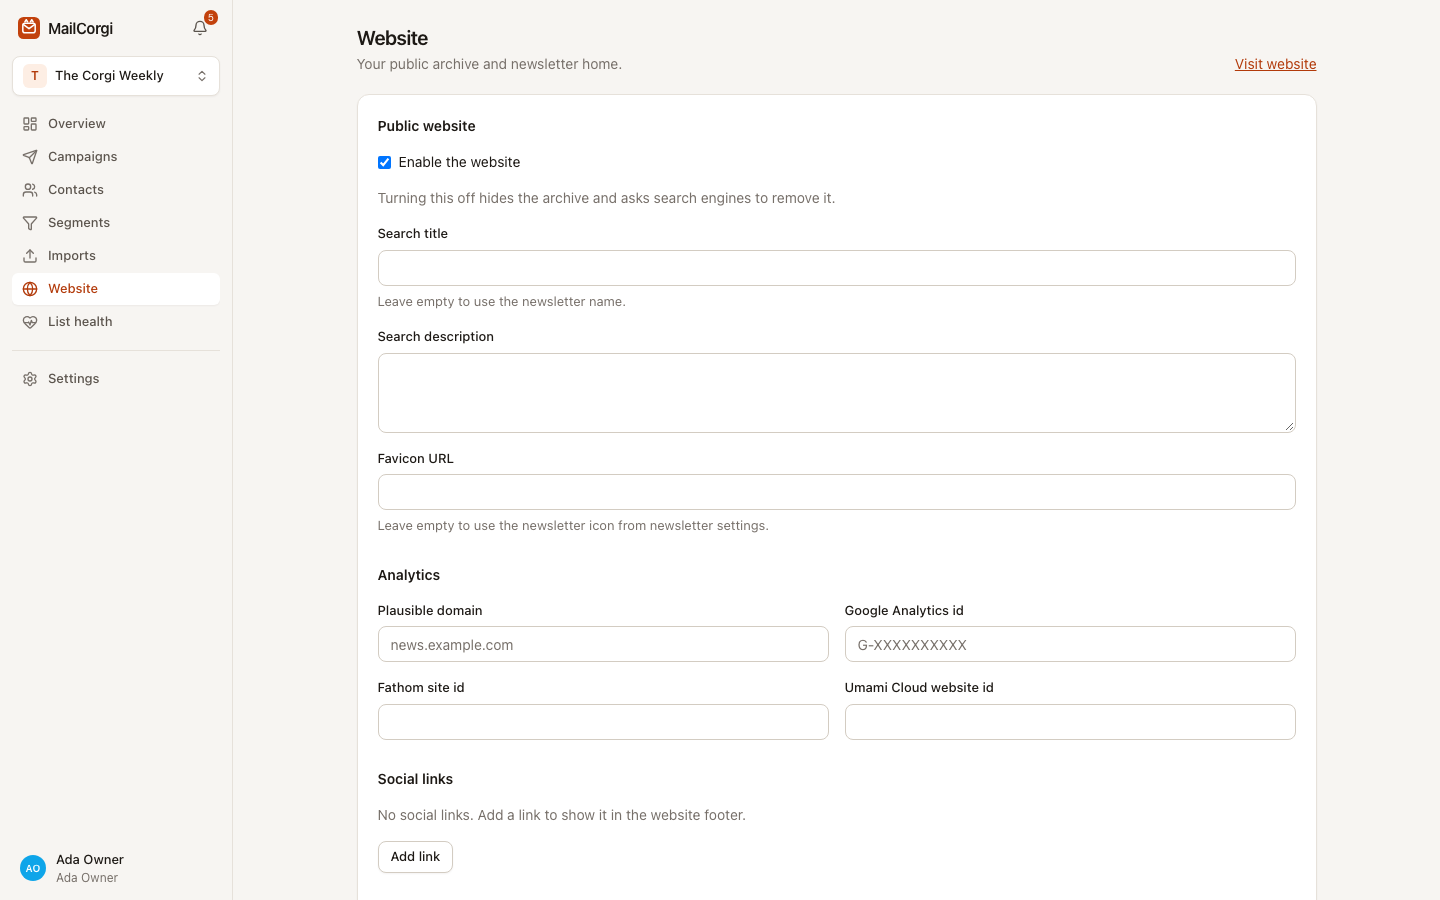 MailCorgi
5
T
The Corgi Weekly
Overview
Campaigns
Contacts
Segments
Imports
Website
List health
Settings
AO
Ada Owner
Ada Owner
Website
Your public archive and newsletter home.
Visit website
Public website
Enable the website
Turning this off hides the archive and asks search engines to remove it.
Search title
Leave empty to use the newsletter name.
Search description
Favicon URL
Leave empty to use the newsletter icon from newsletter settings.
Analytics
Plausible domain
Google Analytics id
news.example.com
G-XXXXXXXXXX
Fathom site id
Umami Cloud website id
Social links
No social links. Add a link to show it in the website footer.
Add link